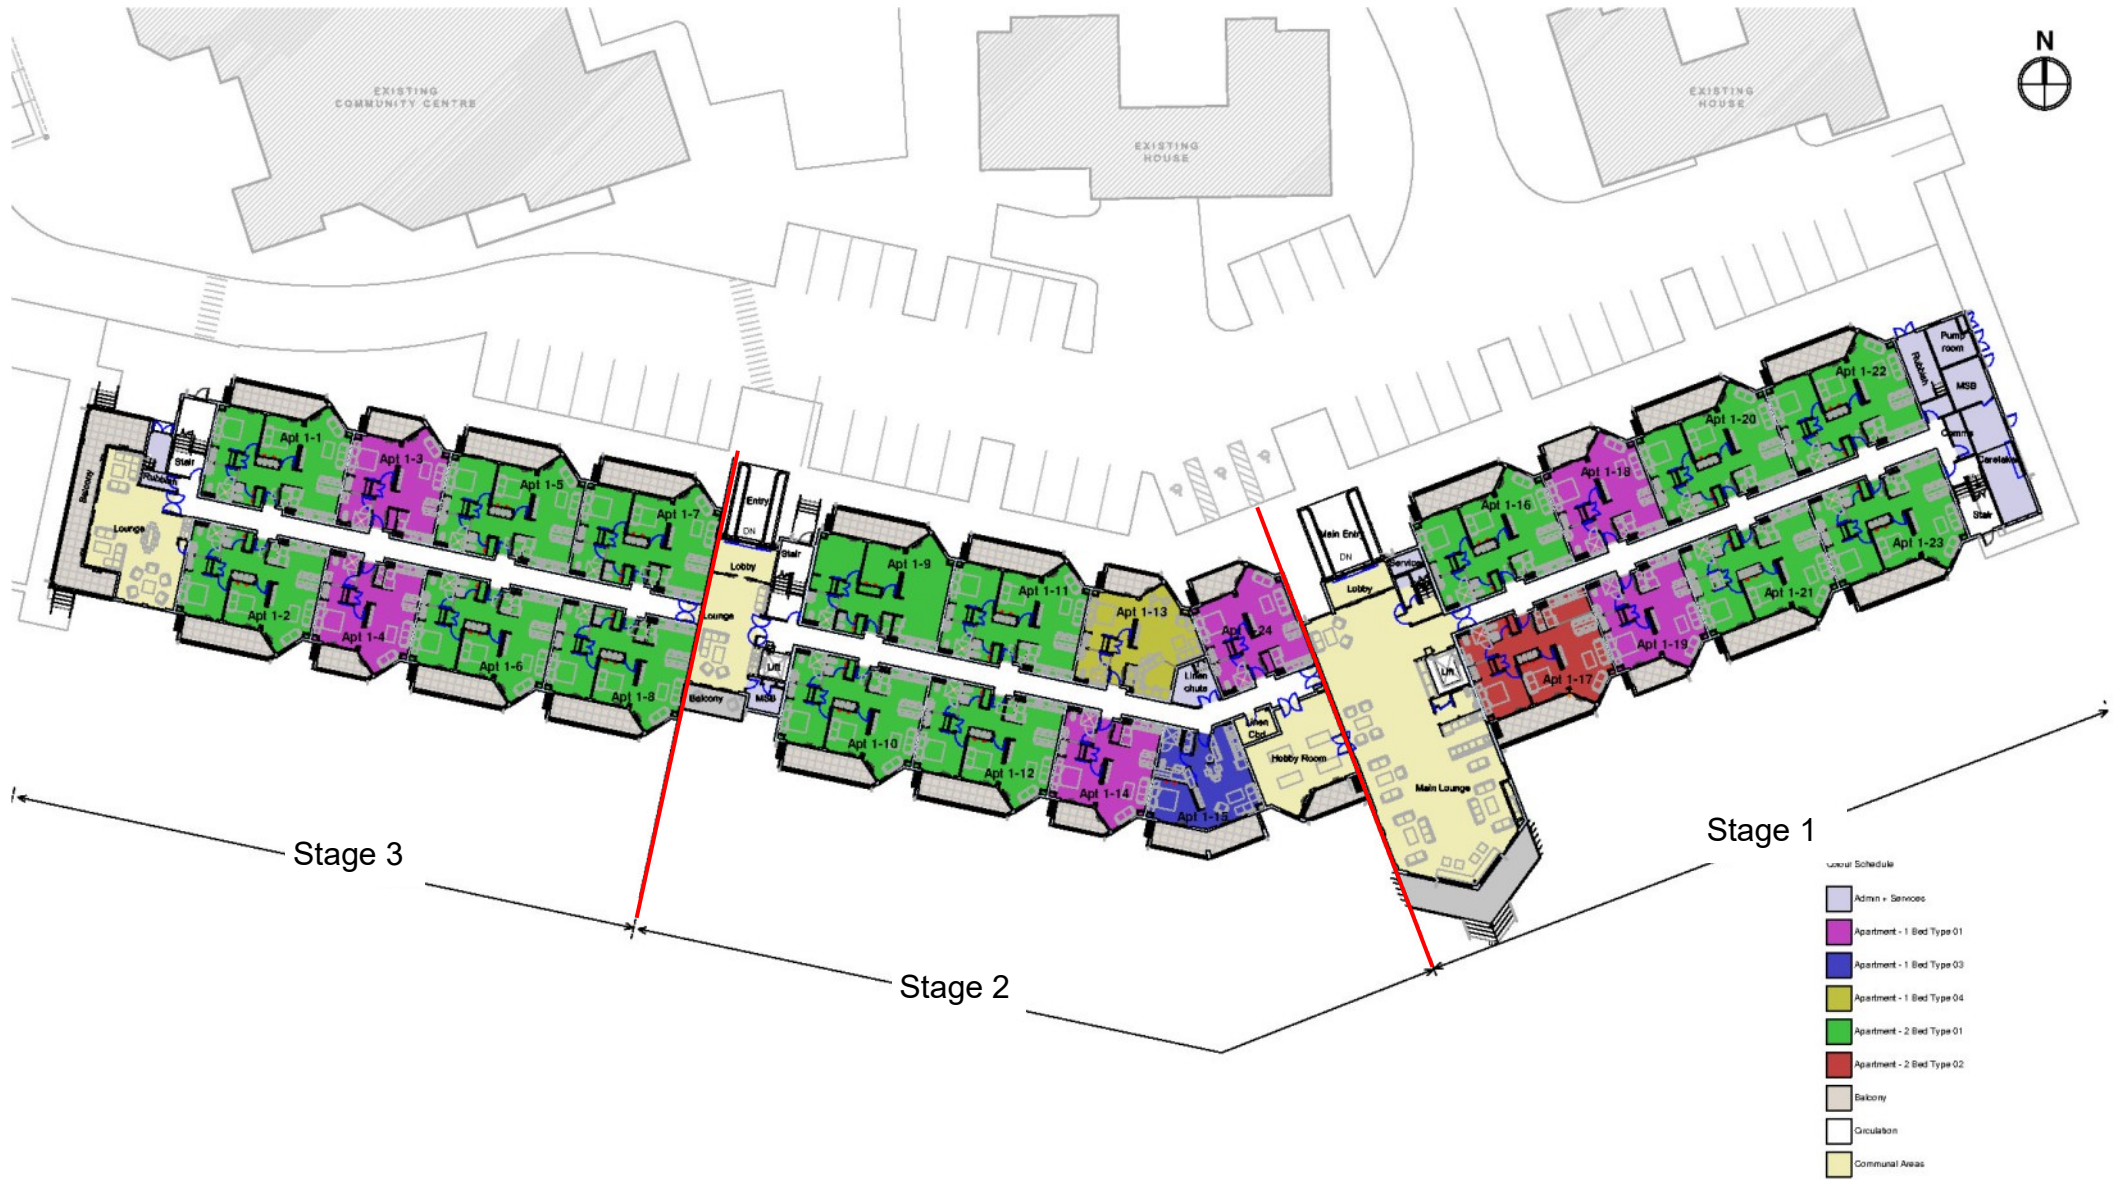 EXISTING
COMMUNITY CENTRE
EXISTING
HOUSE
EXISTING
HOUSE
N
Pump
room
Rubbish
MSB
Comms
Stair
Apt 1-22
Apt 1-20
Apt 1-18
Apt 1-16
Apt 1-23
Apt 1-21
Apt 1-19
Apt 1-17
Main Entry
DN
Lobby
Lift
Main Lounge
Hobby Room
Linen
Cbd
Linen
chute
Apt 1-13
Apt 1-11
Apt 1-9
Apt 1-10
Apt 1-12
Apt 1-14
Apt 1-15
Entry
DN
Stair
Lobby
Lounge
Lift
MSB
Balcony
Apt 1-1
Apt 1-3
Apt 1-5
Apt 1-7
Apt 1-2
Apt 1-4
Apt 1-6
Apt 1-8
Stair
Rubbish
Lounge
Balcony
Stage 3
Stage 2
Stage 1
Colour Schedule
Admin + Services
Apartment - 1 Bed Type 01
Apartment - 1 Bed Type 03
Apartment - 1 Bed Type 04
Apartment - 2 Bed Type 01
Apartment - 2 Bed Type 02
Balcony
Circulation
Communal Areas